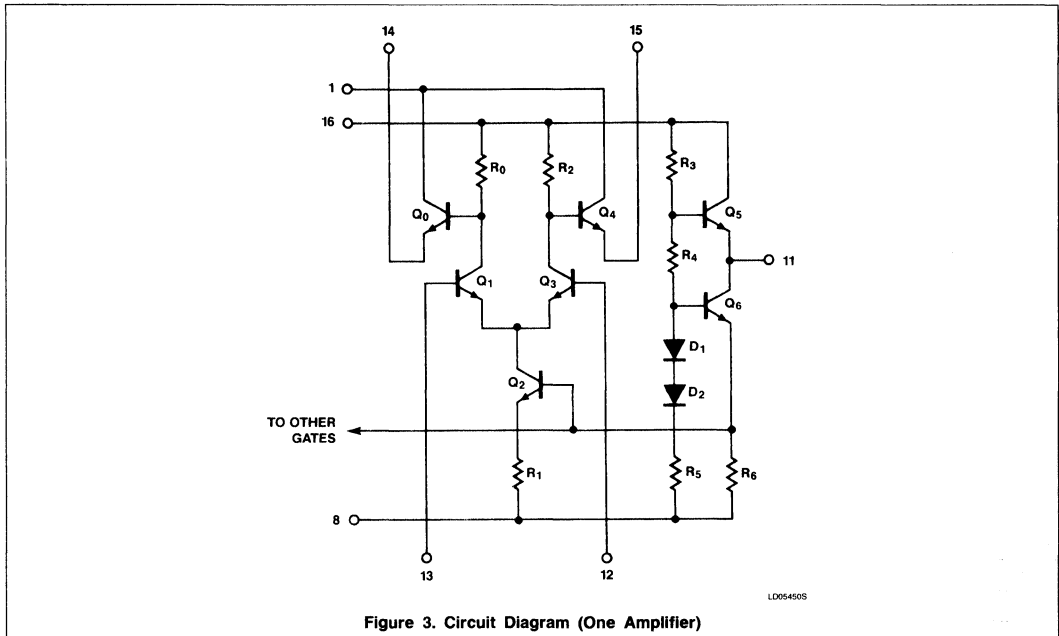 14
15
1
16
R0
R2
R3
Q0
Q4
Q5
R4
11
Q1
Q3
Q6
D1
Q2
D2
TO OTHER
GATES
R1
R5
R6
8
13
12
LD05450S
Figure 3. Circuit Diagram (One Amplifier)